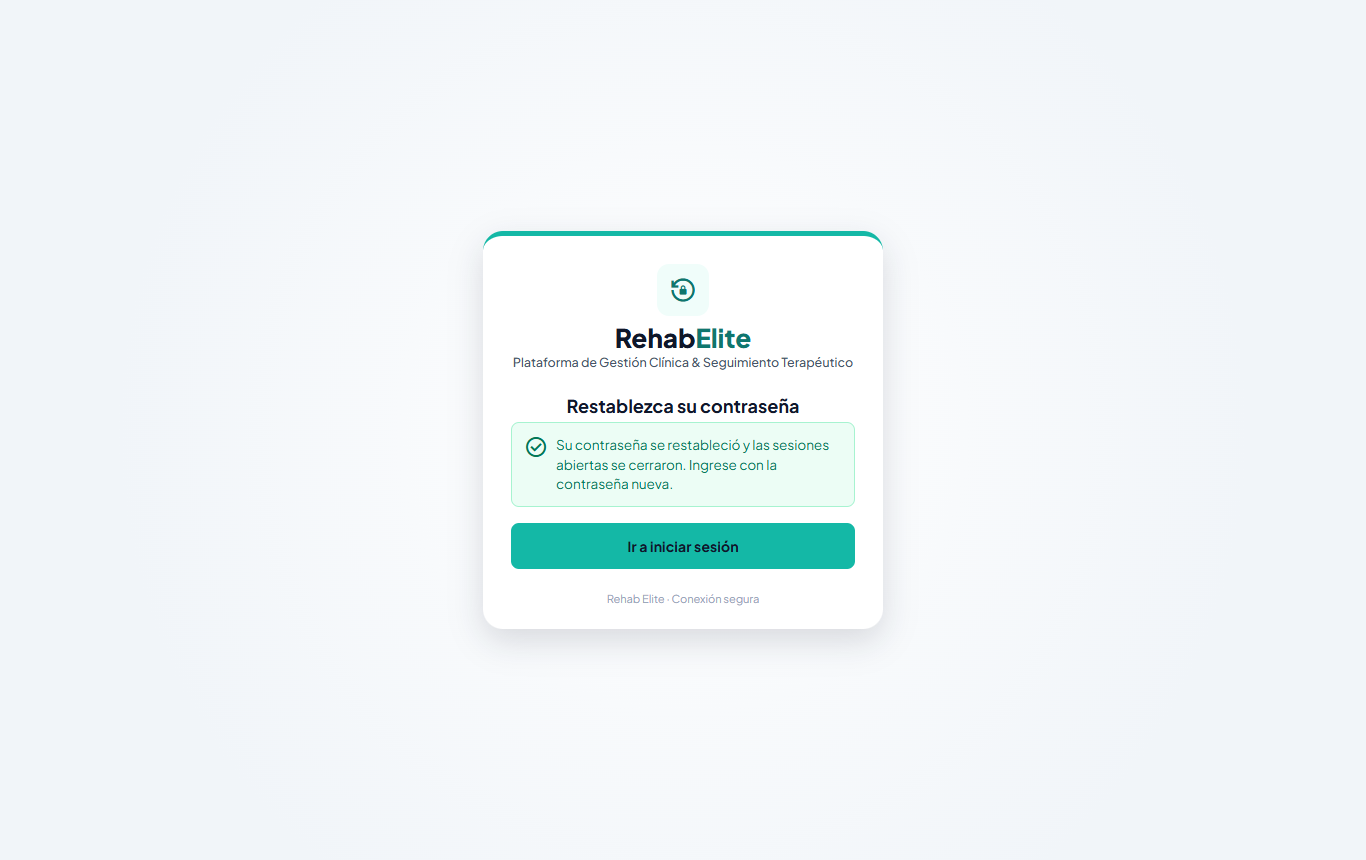 RehabElite
Plataforma de Gestión Clínica & Seguimiento Terapéutico
Restablezca su contraseña
Su contraseña se restableció y las sesiones
abiertas se cerraron. Ingrese con la
contraseña nueva.
Ir a iniciar sesión
Rehab Elite · Conexión segura